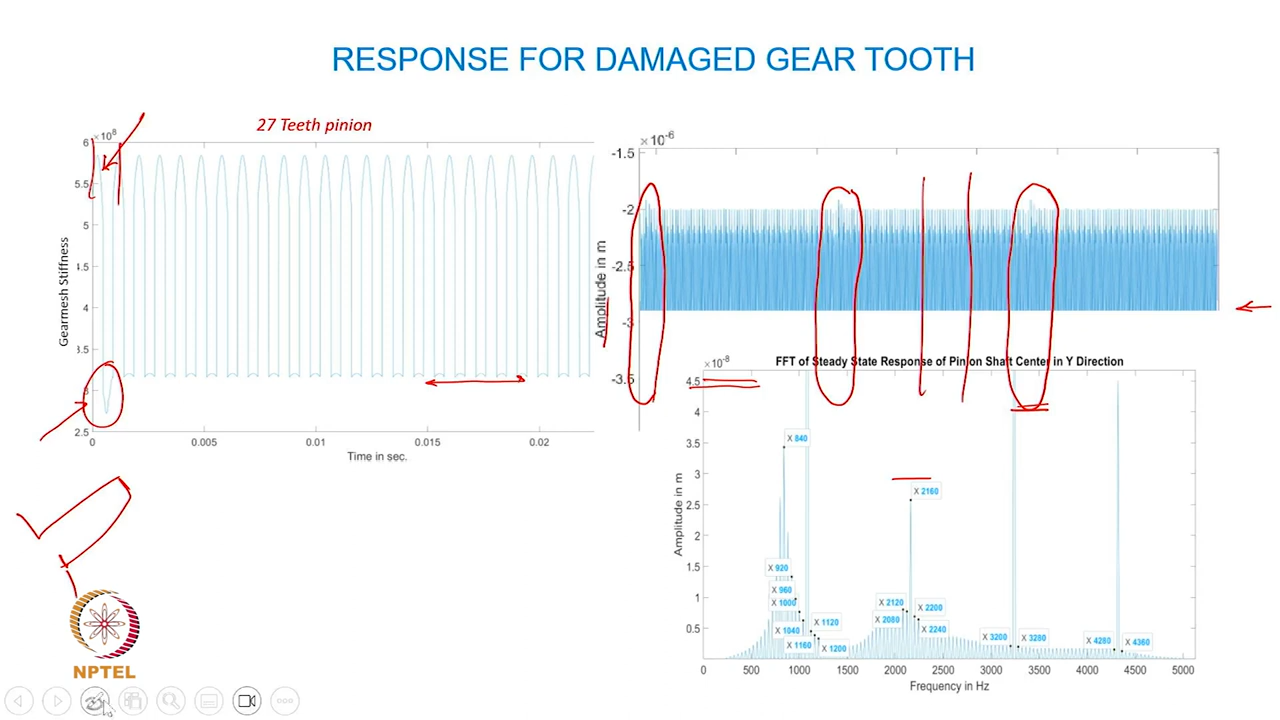 RESPONSE FOR DAMAGED GEAR TOOTH
27 Teeth pinion
×10^8
6
5.5
5
1.5
4
3.5
3
2.5
Gearmesh Stiffness
0
0.005
0.01
0.015
0.02
Time in sec.
×10^-6
-1.5
-2
-2.5
-3
-3.5
Amplitude in m
FFT of Steady State Response of Pinion Shaft Center in Y Direction
×10^-8
4.5
4
3.5
3
2.5
2
1.5
1
0.5
Amplitude in m
X 840
X 920
X 960
X 1000
X 1040
X 1120
X 1160
X 1200
X 2160
X 2120
X 2080
X 2200
X 2240
X 3200
X 3280
X 4280
X 4360
0
500
1000
1500
2000
2500
3000
3500
4000
4500
5000
Frequency in Hz
NPTEL